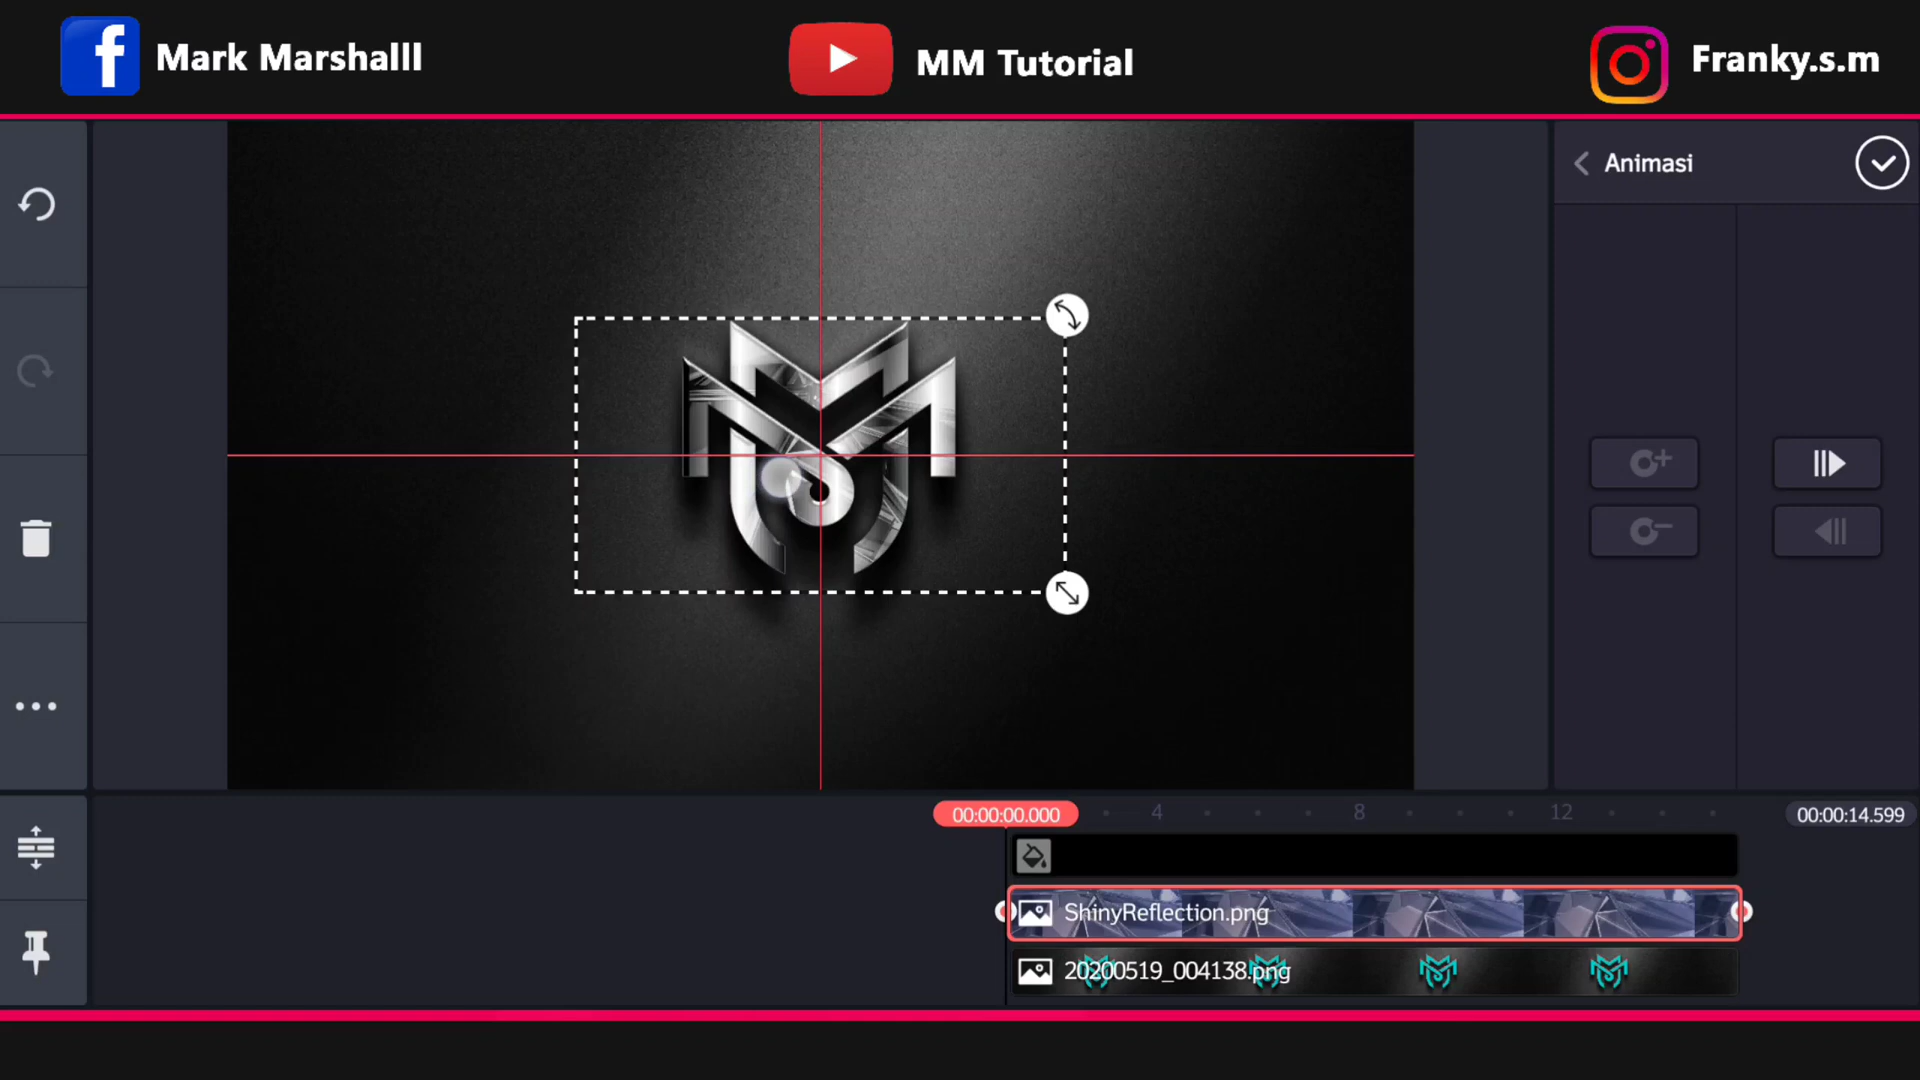 Mark Marshalll
MM Tutorial
Franky.s.m
Animasi
00:00:00.000
4
8
12
00:00:14.599
ShinyReflection.png
20200519_004138.png